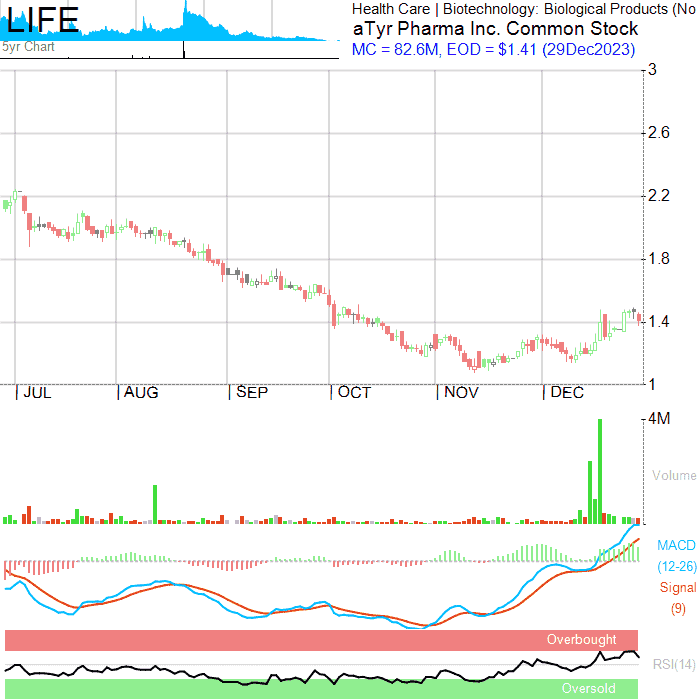 LIFE
5yr Chart
Health Care | Biotechnology: Biological Products (No
aTyr Pharma Inc. Common Stock
MC = 82.6M, EOD = $1.41 (29Dec2023)
3
2.6
2.2
1.8
1.4
1
JUL AUG SEP OCT NOV DEC
4M
Volume
MACD
(12-26)
Signal
(9)
Overbought
RSI(14)
Oversold